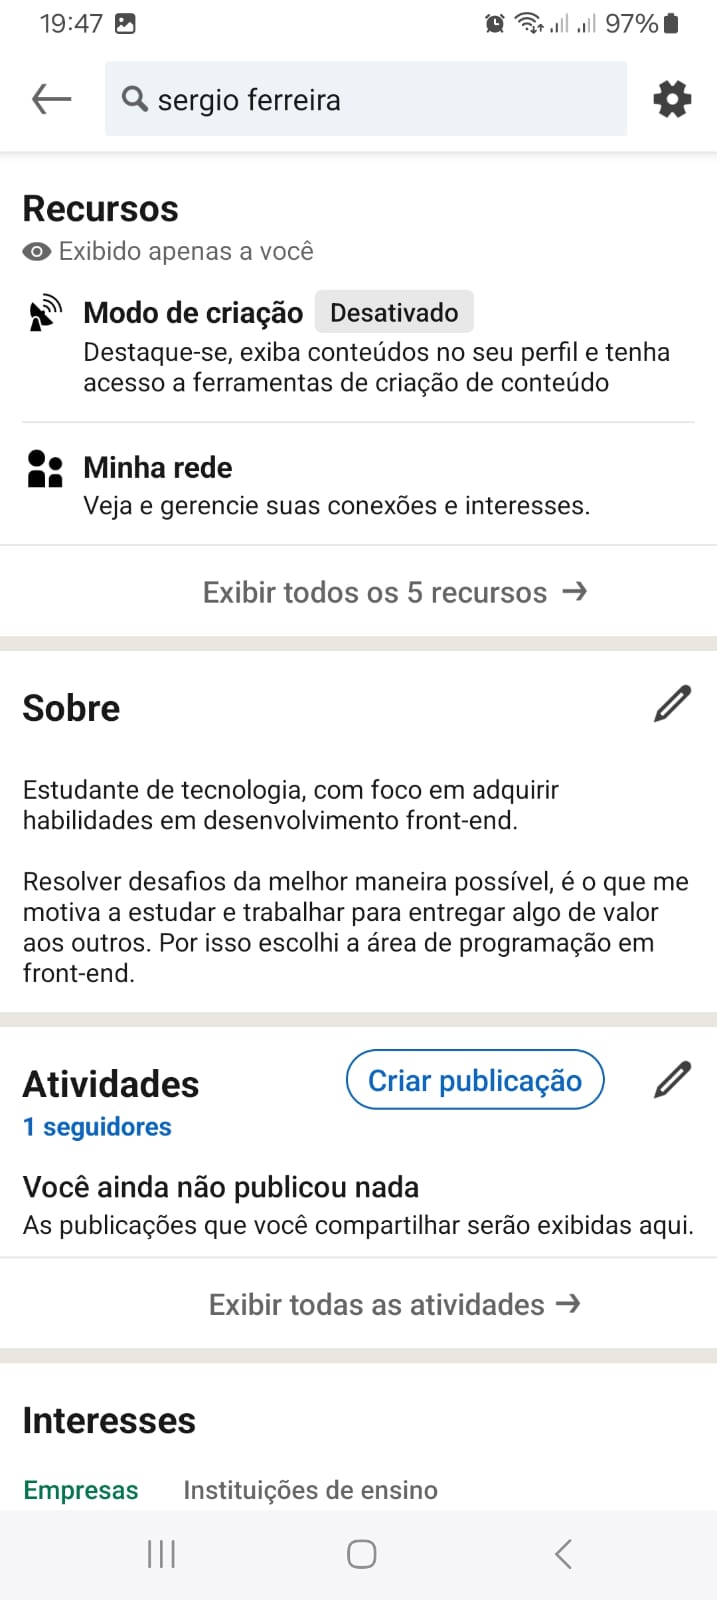 19:47
97%
sergio ferreira
Recursos
Exibido apenas a você
Modo de criação Desativado
Destaque-se, exiba conteúdos no seu perfil e tenha
acesso a ferramentas de criação de conteúdo
Minha rede
Veja e gerencie suas conexões e interesses.
Exibir todos os 5 recursos →
Sobre
Estudante de tecnologia, com foco em adquirir
habilidades em desenvolvimento front-end.
Resolver desafios da melhor maneira possível, é o que me
motiva a estudar e trabalhar para entregar algo de valor
aos outros. Por isso escolhi a área de programação em
front-end.
Atividades
Criar publicação
1 seguidores
Você ainda não publicou nada
As publicações que você compartilhar serão exibidas aqui.
Exibir todas as atividades →
Interesses
Empresas Instituições de ensino